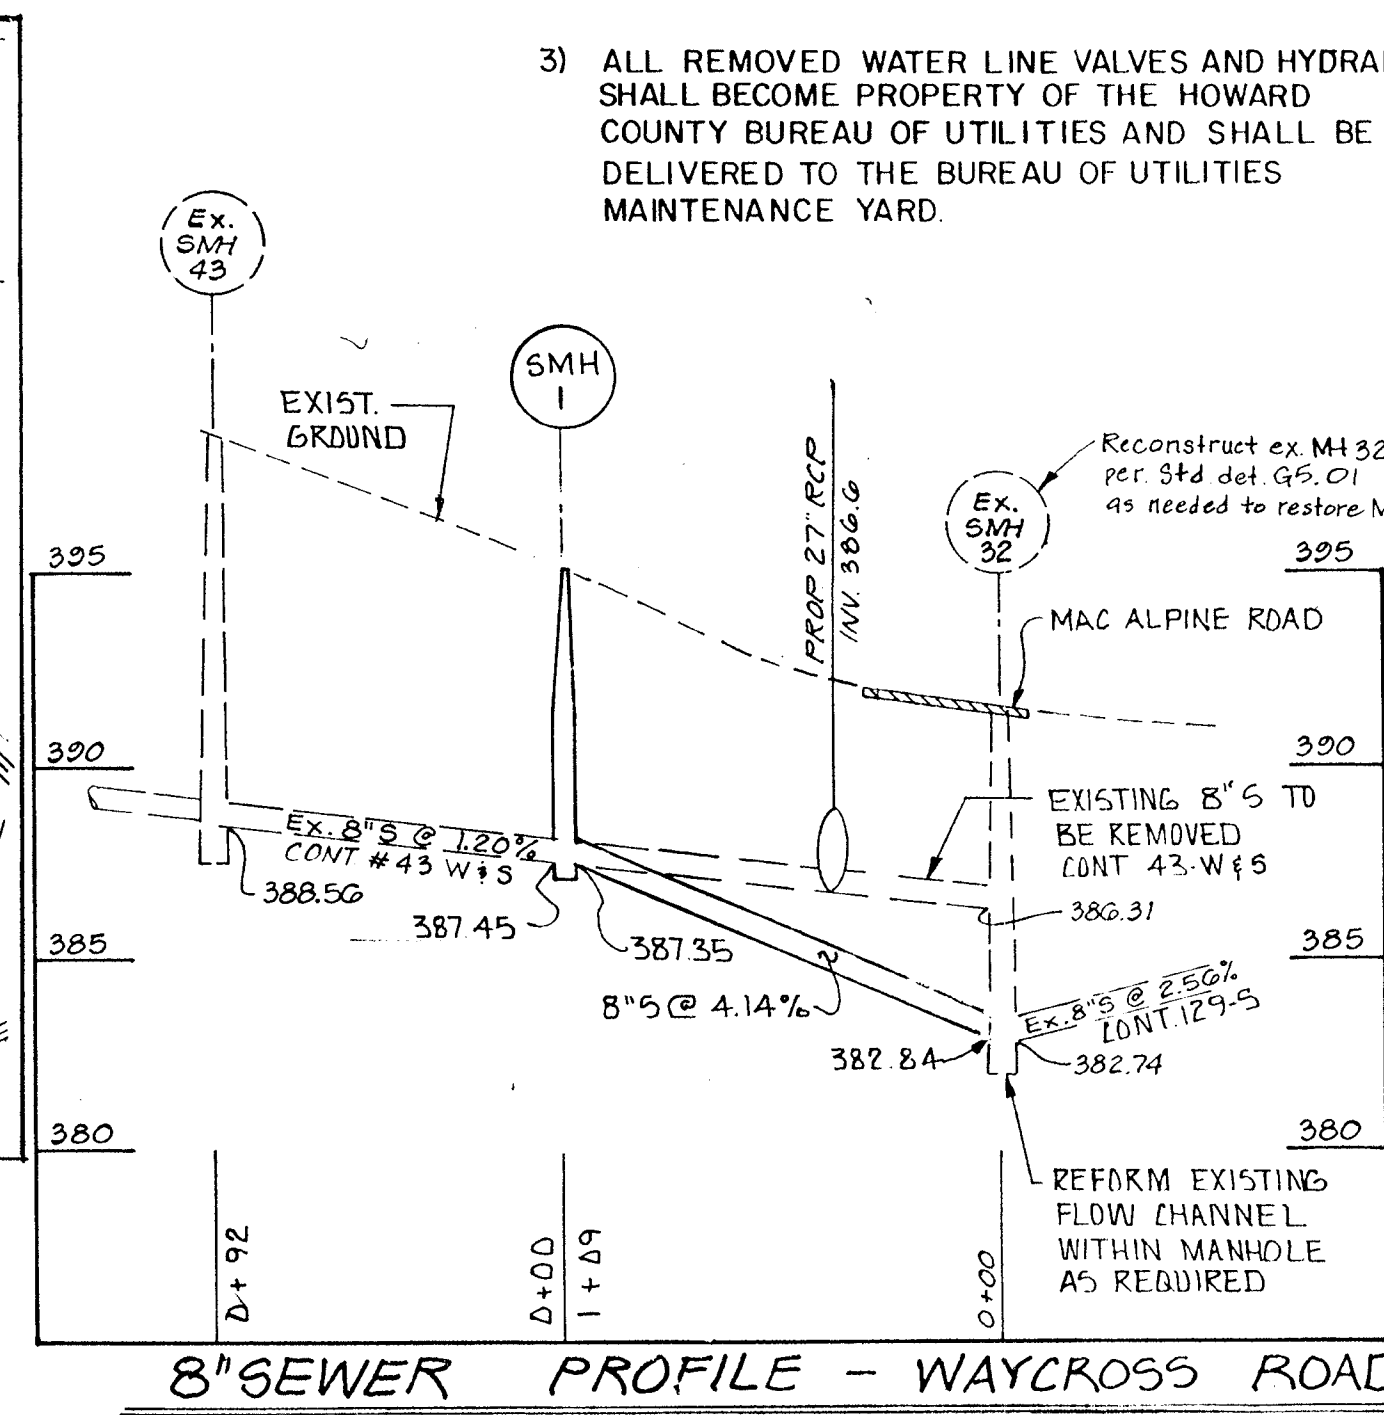 3) ALL REMOVED WATER LINE VALVES AND HYDRA
SHALL BECOME PROPERTY OF THE HOWARD
COUNTY BUREAU OF UTILITIES AND SHALL BE
DELIVERED TO THE BUREAU OF UTILITIES
MAINTENANCE YARD.
Ex.
SMH
43
SMH
1
EXIST.
GROUND
PROP 27" RCP
INV. 386.6
Reconstruct ex. MH 32
per. Std det. G5.01
as needed to restore M
Ex.
SMH
32
395
395
MAC ALPINE ROAD
390
390
EXISTING 8" S TO
BE REMOVED
CONT 43-W & S
Ex. 8" S @ 1.20%
CONT #43 W & S
388.56
387.45
387.35
386.31
385
385
8"S @ 4.14%
Ex. 8"S @ 2.56%
CONT. 129-S
382.84
382.74
380
380
REFORM EXISTING
FLOW CHANNEL
WITHIN MANHOLE
AS REQUIRED
0+92
0+00
1+09
0+00
8" SEWER PROFILE - WAYCROSS ROAD